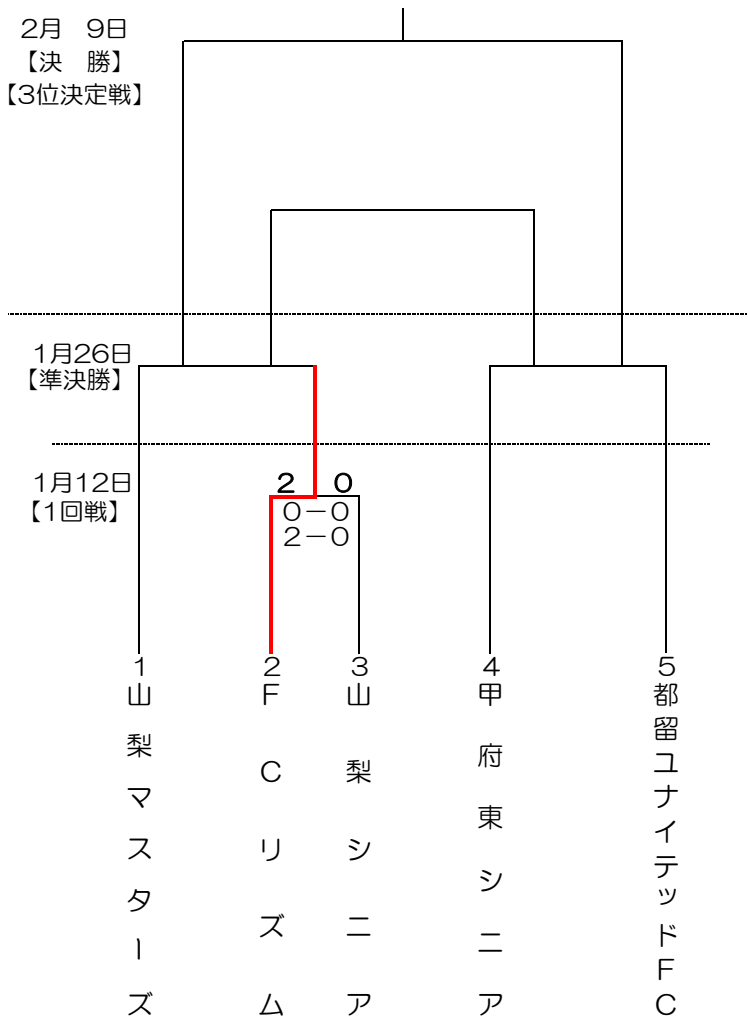 2月　9日
【決　勝】
【3位決定戦】
1月26日
【準決勝】
1月12日
【1回戦】
2　0
0－0
2－0
1
山梨マスターズ
2
FCリズム
3
山梨シニア
4
甲府東シニア
5
都留ユナイテッドFC